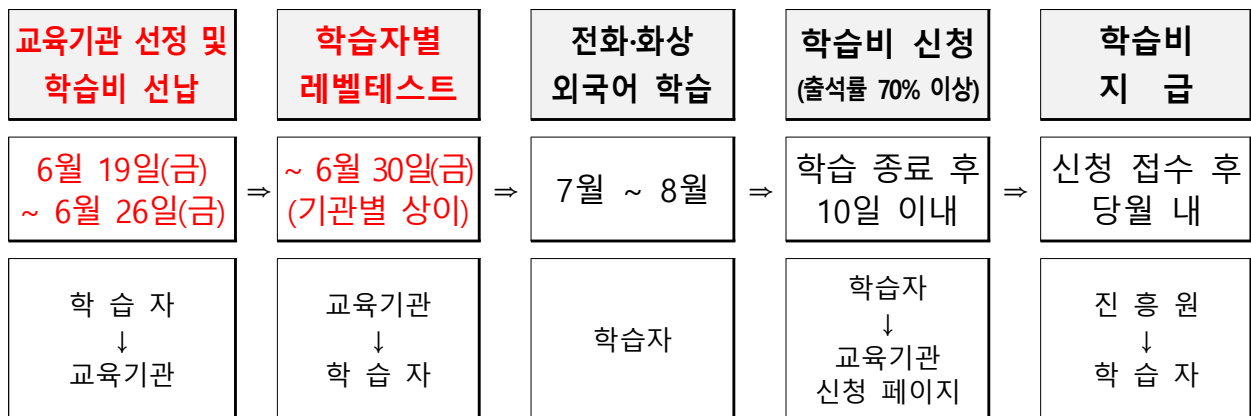 교육기관 선정 및
학습비 선납
학습자별
레벨테스트
전화·화상
외국어 학습
학습비 신청
(출석률 70% 이상)
학습비
지 급
6월 19일(금)
~ 6월 26일(금)
⇒
~ 6월 30일(금)
(기관별 상이)
⇒
7월 ~ 8월
⇒
학습 종료 후
10일 이내
⇒
신청 접수 후
당월 내
학 습 자
↓
교육기관
교육기관
↓
학 습 자
학습자
학습자
↓
교육기관
신청 페이지
진 흥 원
↓
학 습 자